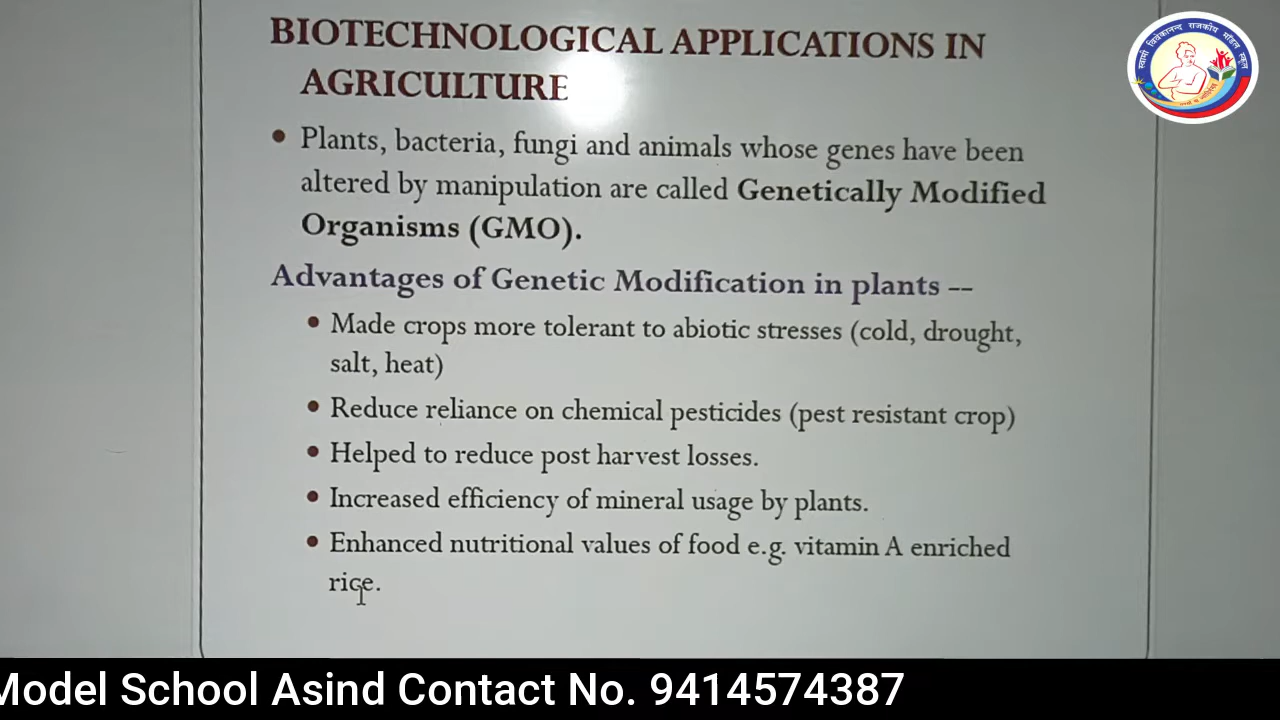 BIOTECHNOLOGICAL APPLICATIONS IN
AGRICULTURE
• Plants, bacteria, fungi and animals whose genes have been
altered by manipulation are called Genetically Modified
Organisms (GMO).
Advantages of Genetic Modification in plants --
• Made crops more tolerant to abiotic stresses (cold, drought,
salt, heat)
• Reduce reliance on chemical pesticides (pest resistant crop)
• Helped to reduce post harvest losses.
• Increased efficiency of mineral usage by plants.
• Enhanced nutritional values of food e.g. vitamin A enriched
rice.
स्वामी विवेकानन्द राजकीय मॉडल स्कूल
Model School Asind Contact No. 9414574387